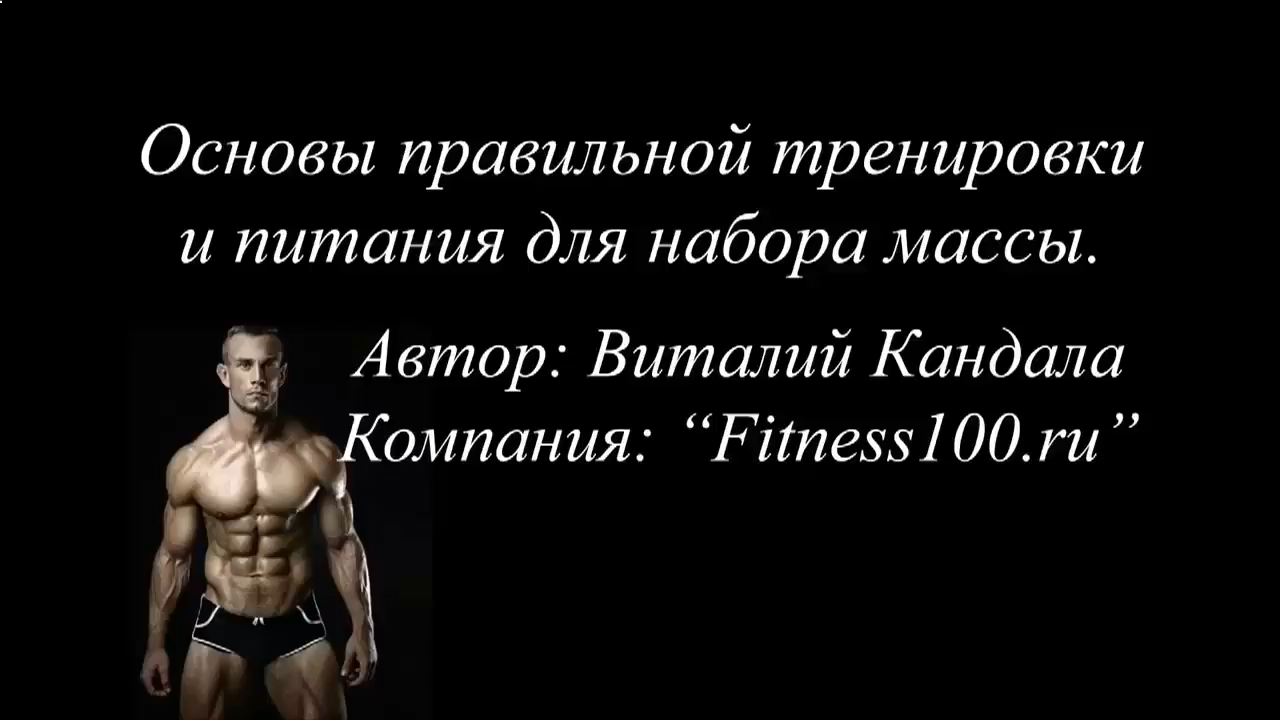 Основы правильной тренировки
и питания для набора массы.
Автор: Виталий Кандала
Компания: “Fitness100.ru”